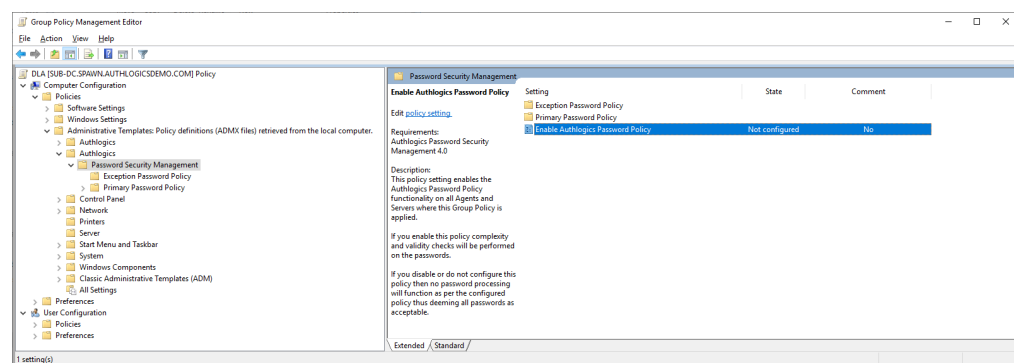 Group Policy Management Editor
File Action View Help
DLA [SUB-DC.SPAWN.AUTHLOGICSDEMO.COM] Policy
Computer Configuration
Policies
Software Settings
Windows Settings
Administrative Templates: Policy definitions (ADMX files) retrieved from the local computer.
Authlogics
Authlogics
Password Security Management
Exception Password Policy
Primary Password Policy
Control Panel
Network
Printers
Server
Start Menu and Taskbar
System
Windows Components
Classic Administrative Templates (ADM)
All Settings
Preferences
User Configuration
Policies
Preferences
Password Security Management
Enable Authlogics Password Policy
Edit policy setting
Requirements:
Authlogics Password Security
Management 4.0
Description:
This policy setting enables the
Authlogics Password Policy
functionality on all Agents and
Servers where this Group Policy is
applied.
If you enable this policy complexity
and validity checks will be performed
on the passwords.
If you disable or do not configure this
policy then no password processing
will function as per the configured
policy thus deeming all passwords as
acceptable.
Setting State Comment
Exception Password Policy
Primary Password Policy
Enable Authlogics Password Policy Not configured No
Extended Standard
1 setting(s)